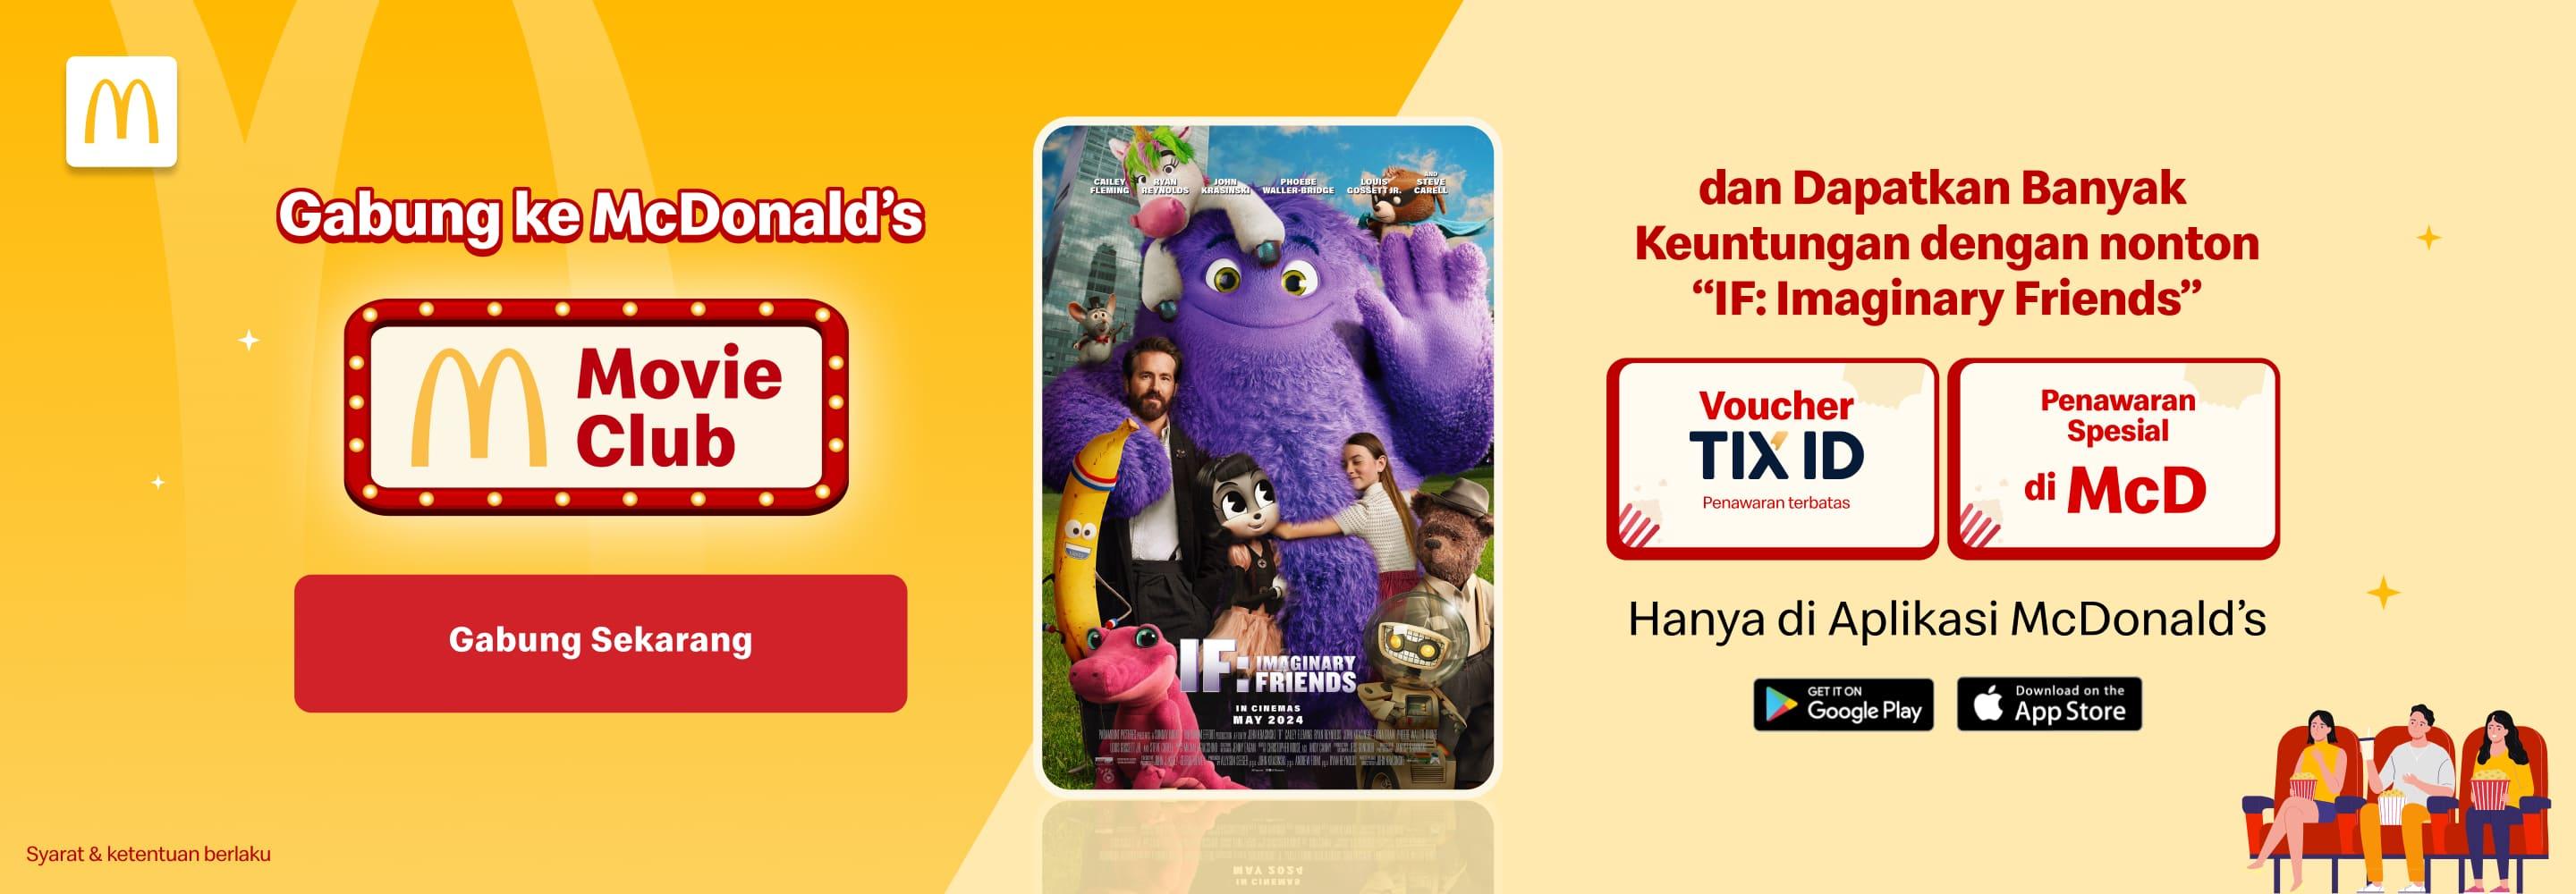 Gabung ke McDonald's
Movie
Club
Gabung Sekarang
Syarat & ketentuan berlaku
CAILEY FLEMING RYAN REYNOLDS JOHN KRASINSKI PHOEBE WALLER-BRIDGE LOUIS GOSSETT JR. AND STEVE CARELL
IF: IMAGINARY
FRIENDS
IN CINEMAS
MAY 2024
dan Dapatkan Banyak
Keuntungan dengan nonton
“IF: Imaginary Friends”
Voucher
TIX ID
Penawaran terbatas
Penawaran
Spesial
di McD
Hanya di Aplikasi McDonald's
GET IT ON
Google Play
Download on the
App Store